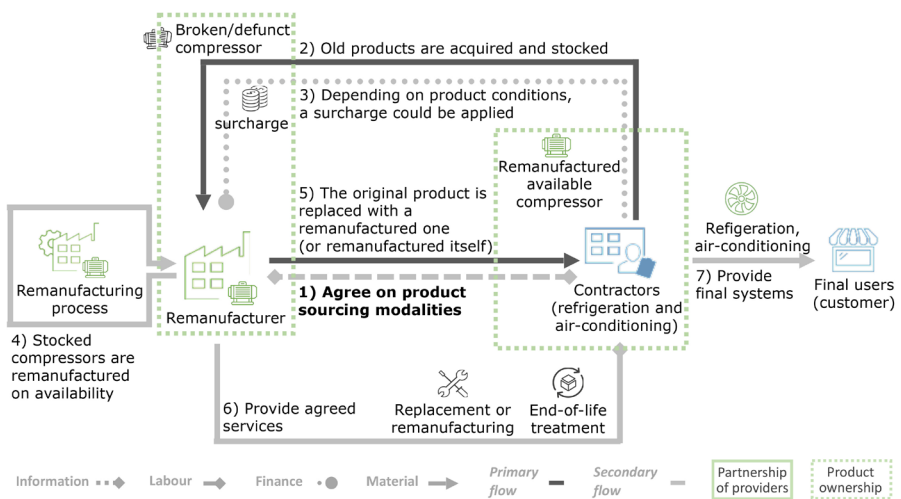 Broken/defunct
compressor
2) Old products are acquired and stocked
3) Depending on product conditions,
a surcharge could be applied
surcharge
Remanufactured
available
compressor
5) The original product is
replaced with a
remanufactured one
(or remanufactured itself)
Refigeration,
air-conditioning
7) Provide
final systems
Remanufacturing
process
Remanufacturer
1) Agree on product
sourcing modalities
Contractors
(refrigeration and
air-conditioning)
Final users
(customer)
4) Stocked
compressors are
remanufactured
on availability
6) Provide agreed
services
Replacement or
remanufacturing
End-of-life
treatment
Information
Labour
Finance
Material
Primary
flow
Secondary
flow
Partnership
of providers
Product
ownership